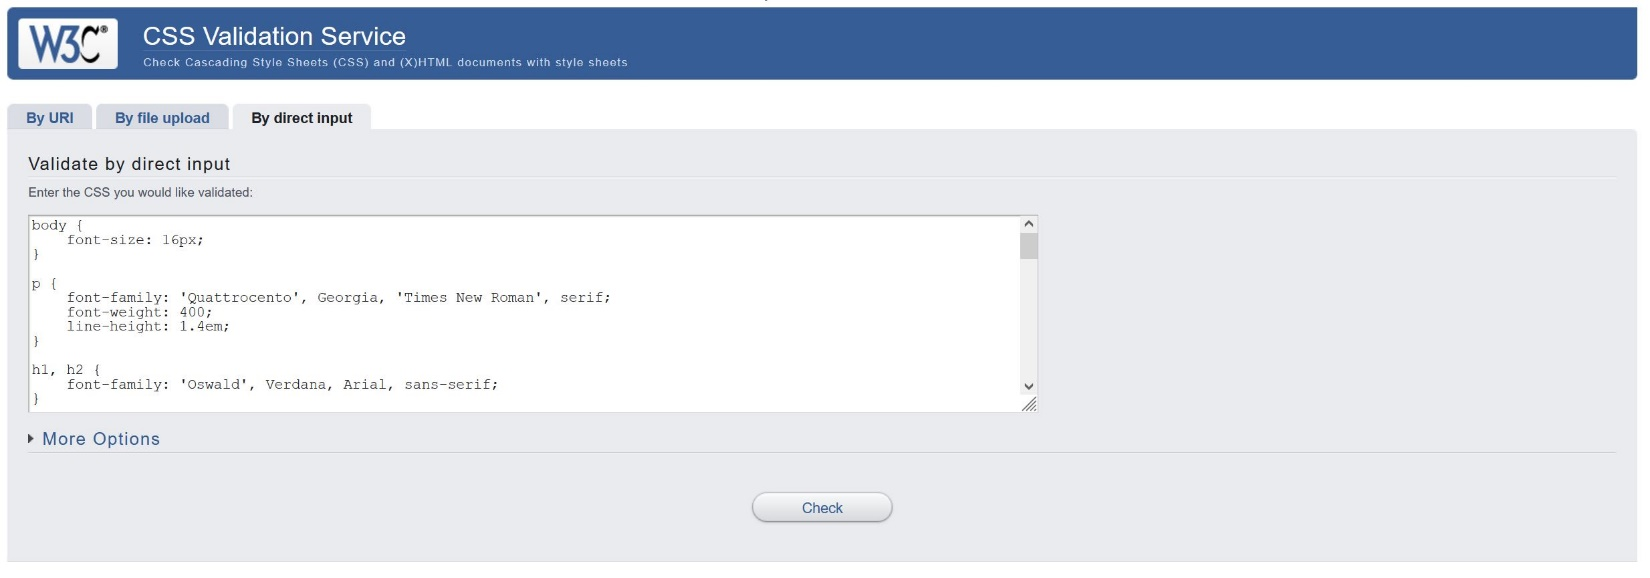 W3C®
CSS Validation Service
Check Cascading Style Sheets (CSS) and (X)HTML documents with style sheets
By URI By file upload By direct input
Validate by direct input
Enter the CSS you would like validated:
body {
    font-size: 16px;
}
p {
    font-family: 'Quattrocento', Georgia, 'Times New Roman', serif;
    font-weight: 400;
    line-height: 1.4em;
}
h1, h2 {
    font-family: 'Oswald', Verdana, Arial, sans-serif;
}
More Options
Check